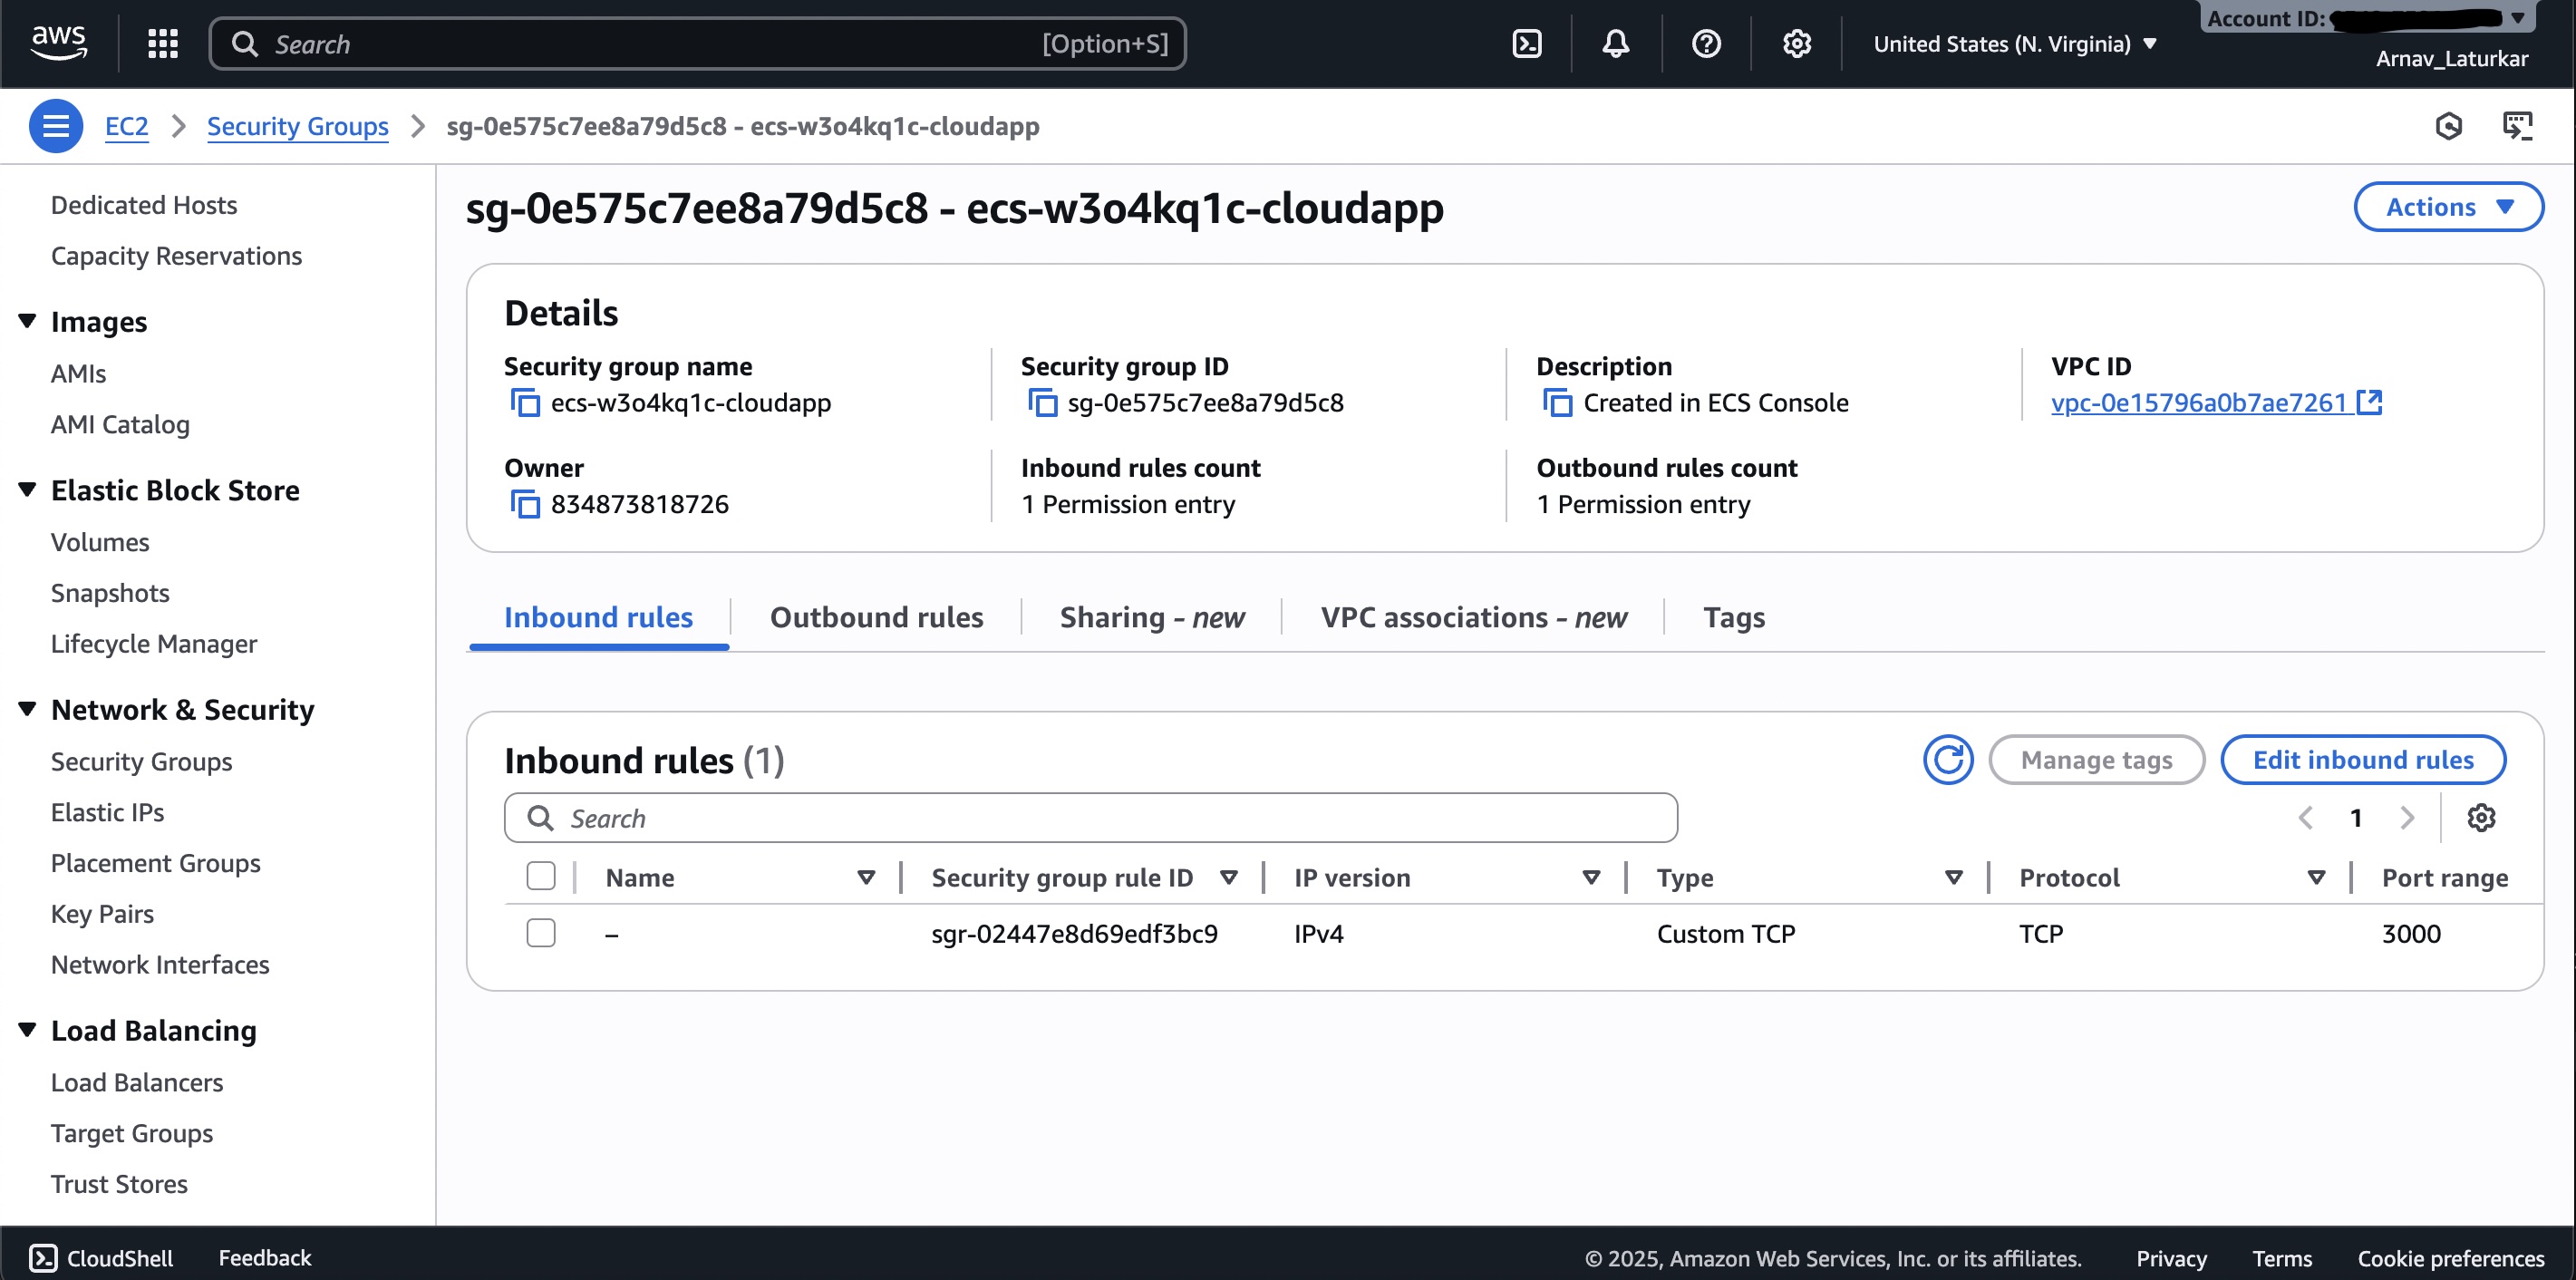 aws
Search [Option+S]
United States (N. Virginia)
Account ID:
Arnav_Laturkar
EC2 Security Groups sg-0e575c7ee8a79d5c8 - ecs-w3o4kq1c-cloudapp
Dedicated Hosts
Capacity Reservations
Images
AMIs
AMI Catalog
Elastic Block Store
Volumes
Snapshots
Lifecycle Manager
Network & Security
Security Groups
Elastic IPs
Placement Groups
Key Pairs
Network Interfaces
Load Balancing
Load Balancers
Target Groups
Trust Stores
sg-0e575c7ee8a79d5c8 - ecs-w3o4kq1c-cloudapp
Actions
Details
Security group name
ecs-w3o4kq1c-cloudapp
Security group ID
sg-0e575c7ee8a79d5c8
Description
Created in ECS Console
VPC ID
vpc-0e15796a0b7ae7261
Owner
834873818726
Inbound rules count
1 Permission entry
Outbound rules count
1 Permission entry
Inbound rules Outbound rules Sharing - new VPC associations - new Tags
Inbound rules (1)
Manage tags
Edit inbound rules
Search
1
Name Security group rule ID IP version Type Protocol Port range
– sgr-02447e8d69edf3bc9 IPv4 Custom TCP TCP 3000
CloudShell Feedback
© 2025, Amazon Web Services, Inc. or its affiliates. Privacy Terms Cookie preferences